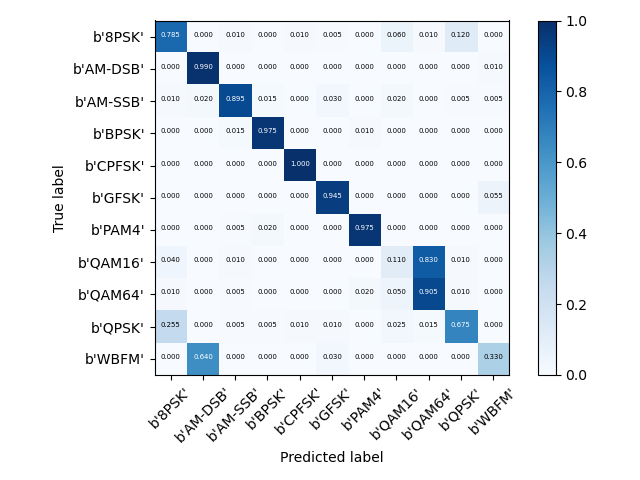 b'8PSK' 0.785 0.000 0.010 0.000 0.010 0.005 0.000 0.060 0.010 0.120 0.000
b'AM-DSB' 0.000 0.990 0.000 0.000 0.000 0.000 0.000 0.000 0.000 0.000 0.010
b'AM-SSB' 0.010 0.020 0.895 0.015 0.000 0.030 0.000 0.020 0.000 0.005 0.005
b'BPSK' 0.000 0.000 0.015 0.975 0.000 0.000 0.010 0.000 0.000 0.000 0.000
b'CPFSK' 0.000 0.000 0.000 0.000 1.000 0.000 0.000 0.000 0.000 0.000 0.000
b'GFSK' 0.000 0.000 0.000 0.000 0.000 0.945 0.000 0.000 0.000 0.000 0.055
b'PAM4' 0.000 0.000 0.005 0.020 0.000 0.000 0.975 0.000 0.000 0.000 0.000
b'QAM16' 0.040 0.000 0.010 0.000 0.000 0.000 0.000 0.110 0.830 0.010 0.000
b'QAM64' 0.010 0.000 0.005 0.000 0.000 0.000 0.020 0.050 0.905 0.010 0.000
b'QPSK' 0.255 0.000 0.005 0.005 0.010 0.010 0.000 0.025 0.015 0.675 0.000
b'WBFM' 0.000 0.640 0.000 0.000 0.000 0.030 0.000 0.000 0.000 0.000 0.330
b'8PSK' b'AM-DSB' b'AM-SSB' b'BPSK' b'CPFSK' b'GFSK' b'PAM4' b'QAM16' b'QAM64' b'QPSK' b'WBFM'
True label
Predicted label
1.0
0.8
0.6
0.4
0.2
0.0